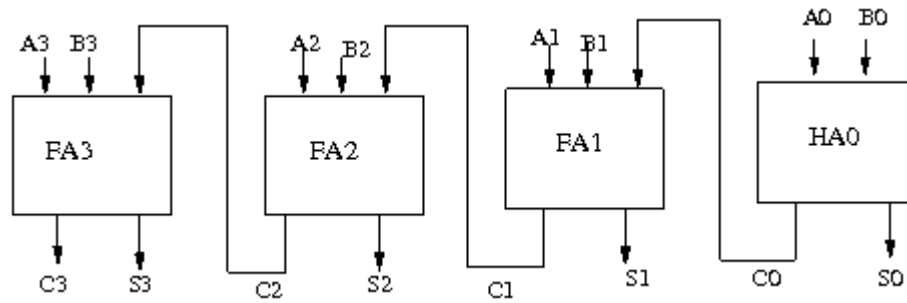 A3 B3 A2 B2 A1 B1 A0 B0
FA3 FA2 FA1 HA0
C3 S3 C2 S2 C1 S1 C0 S0